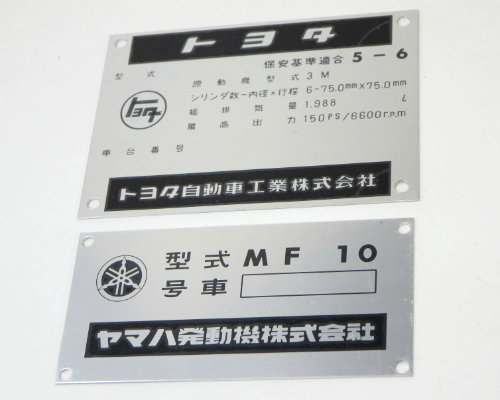 トヨタ
保安基準適合 5-6
型式 原動機型式 3M
トヨタ シリンダ数-内径×行程 6-75.0mm×75.0mm
総排気量 1.988 ℓ
最高出力 150PS/6600r.p.m
車台番号
トヨタ自動車工業株式会社
型式 MF 10
号車
ヤマハ発動機株式会社